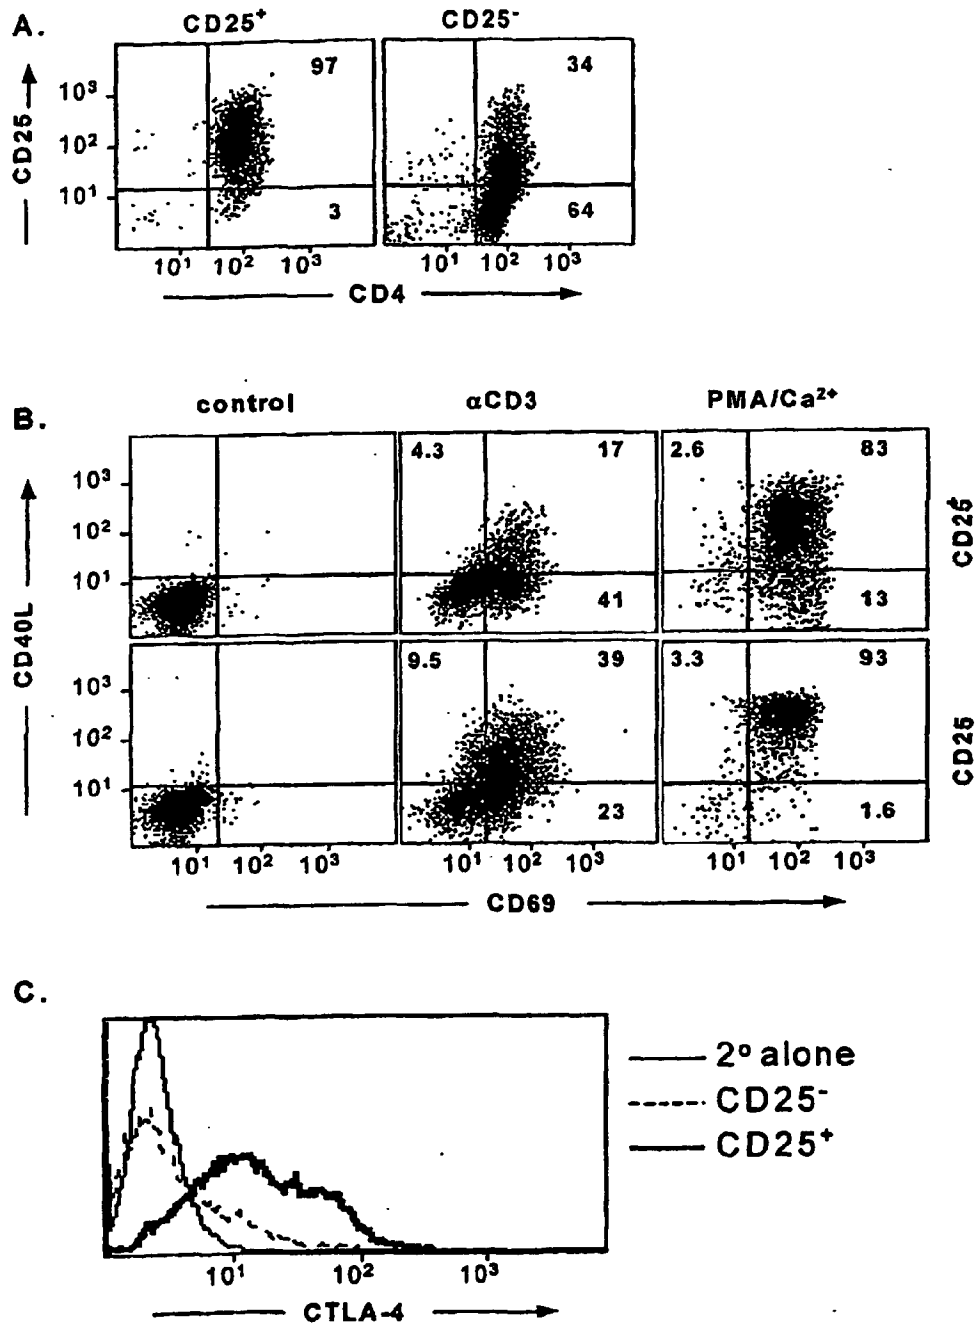 A.
CD25⁺ CD25⁻
97 34
10³
10²
10¹
3 64
CD25
10¹ 10² 10³ 10¹ 10² 10³
CD4
B.
control αCD3 PMA/Ca²⁺
4.3 17 2.6 83
10³
10²
10¹
41 13
CD25⁺
CD40L
9.5 39 3.3 93
10³
10²
10¹
23 1.6
CD25
10¹ 10² 10³ 10¹ 10² 10³ 10¹ 10² 10³
CD69
C.
2º alone
CD25⁻
CD25⁺
10¹ 10² 10³
CTLA-4